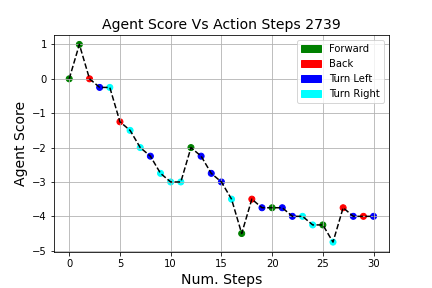 Agent Score Vs Action Steps 2739
Agent Score
1
0
−1
−2
−3
−4
−5
Forward
Back
Turn Left
Turn Right
0 5 10 15 20 25 30
Num. Steps